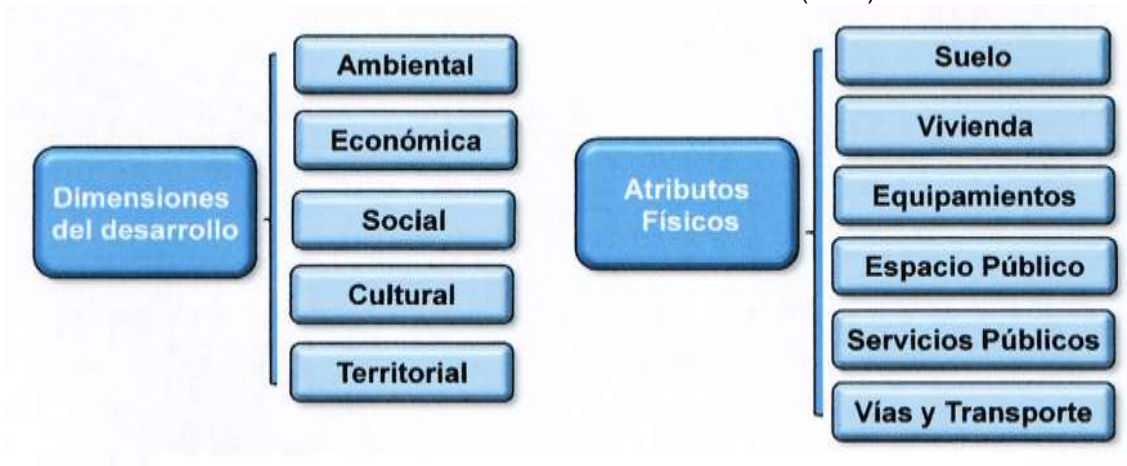 Dimensiones
del desarrollo
Ambiental
Económica
Social
Cultural
Territorial
Atributos
Físicos
Suelo
Vivienda
Equipamientos
Espacio Público
Servicios Públicos
Vías y Transporte